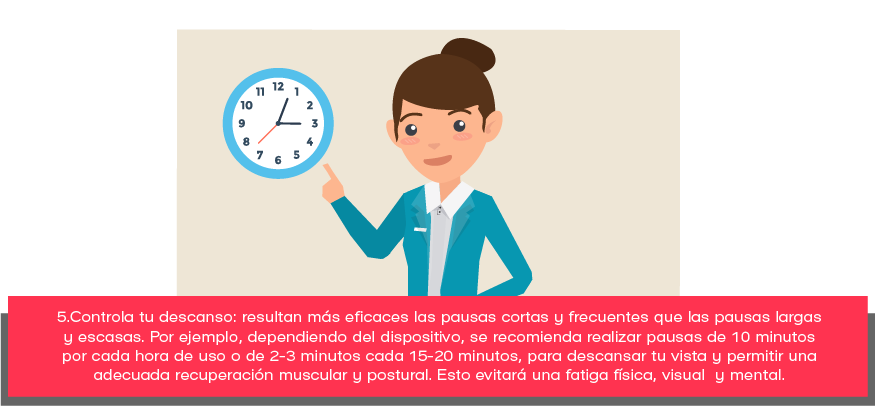 12
11 1
10 2
9 3
8 4
7 5
6
5.Controla tu descanso: resultan más eficaces las pausas cortas y frecuentes que las pausas largas
y escasas. Por ejemplo, dependiendo del dispositivo, se recomienda realizar pausas de 10 minutos
por cada hora de uso o de 2-3 minutos cada 15-20 minutos, para descansar tu vista y permitir una
adecuada recuperación muscular y postural. Esto evitará una fatiga física, visual  y mental.